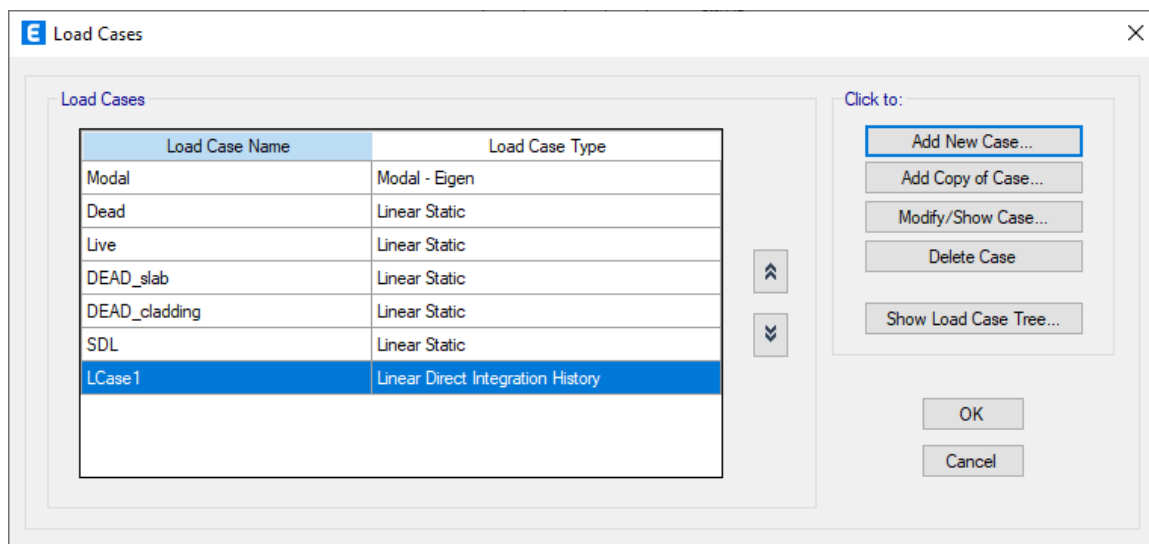 E Load Cases
Load Cases
Load Case Name Load Case Type
Modal Modal - Eigen
Dead Linear Static
Live Linear Static
DEAD_slab Linear Static
DEAD_cladding Linear Static
SDL Linear Static
LCase1 Linear Direct Integration History
Click to:
Add New Case...
Add Copy of Case...
Modify/Show Case...
Delete Case
Show Load Case Tree...
OK
Cancel